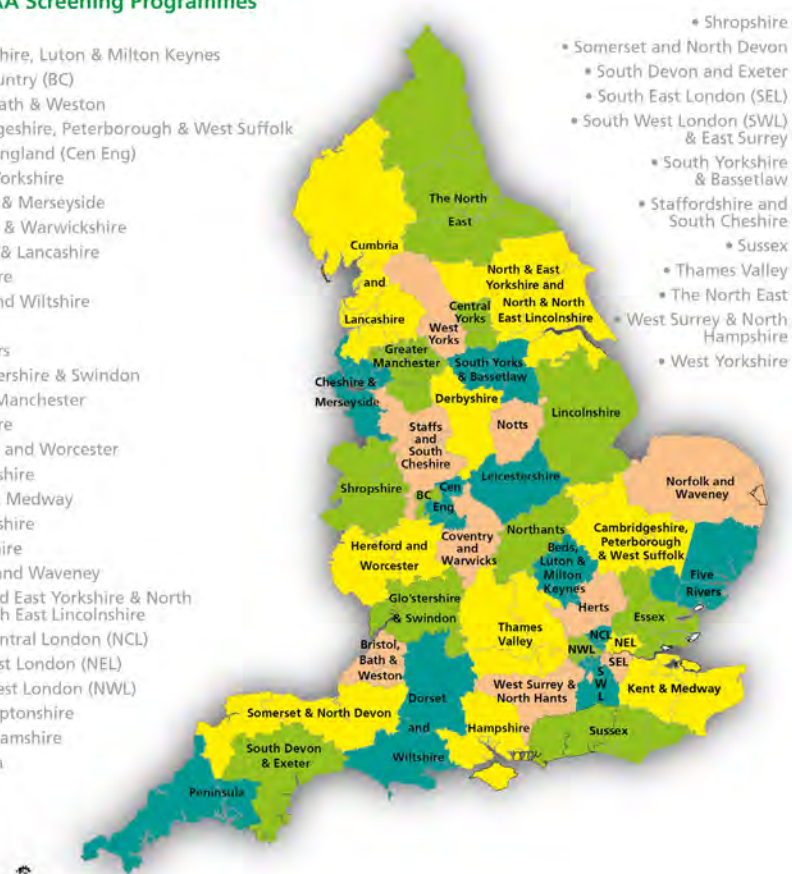 AA Screening Programmes
hire, Luton & Milton Keynes
untry (BC)
ath & Weston
geshire, Peterborough & West Suffolk
ngland (Cen Eng)
orkshire
& Merseyside
& Warwickshire
& Lancashire
re
nd Wiltshire
rs
ershire & Swindon
Manchester
re
and Worcester
shire
Medway
shire
ire
and Waveney
d East Yorkshire & North
h East Lincolnshire
ntral London (NCL)
st London (NEL)
est London (NWL)
ptonshire
amshire
a
• Shropshire
• Somerset and North Devon
• South Devon and Exeter
• South East London (SEL)
• South West London (SWL)
& East Surrey
• South Yorkshire
& Bassetlaw
• Staffordshire and
South Cheshire
• Sussex
• Thames Valley
• The North East
• West Surrey & North
Hampshire
• West Yorkshire
The North
East
Cumbria
and
Lancashire
North & East
Yorkshire and
North & North
East Lincolnshire
Central
Yorks
West
Yorks
Greater
Manchester
South Yorks
& Bassetlaw
Cheshire &
Merseyside
Derbyshire
Lincolnshire
Staffs
and
South
Cheshire
Notts
Shropshire
BC
Cen
Eng
Leicestershire
Norfolk and
Waveney
Hereford and
Worcester
Coventry
and
Warwicks
Northants
Cambridgeshire,
Peterborough
& West Suffolk
Beds,
Luton &
Milton
Keynes
Five
Rivers
Herts
Essex
Glo'stershire
& Swindon
Thames
Valley
NCL
NEL
NWL
SEL
S
W
L
Kent & Medway
Bristol,
Bath &
Weston
Dorset
and
Wiltshire
West Surrey &
North Hants
Hampshire
Sussex
Somerset & North Devon
South Devon
& Exeter
Peninsula